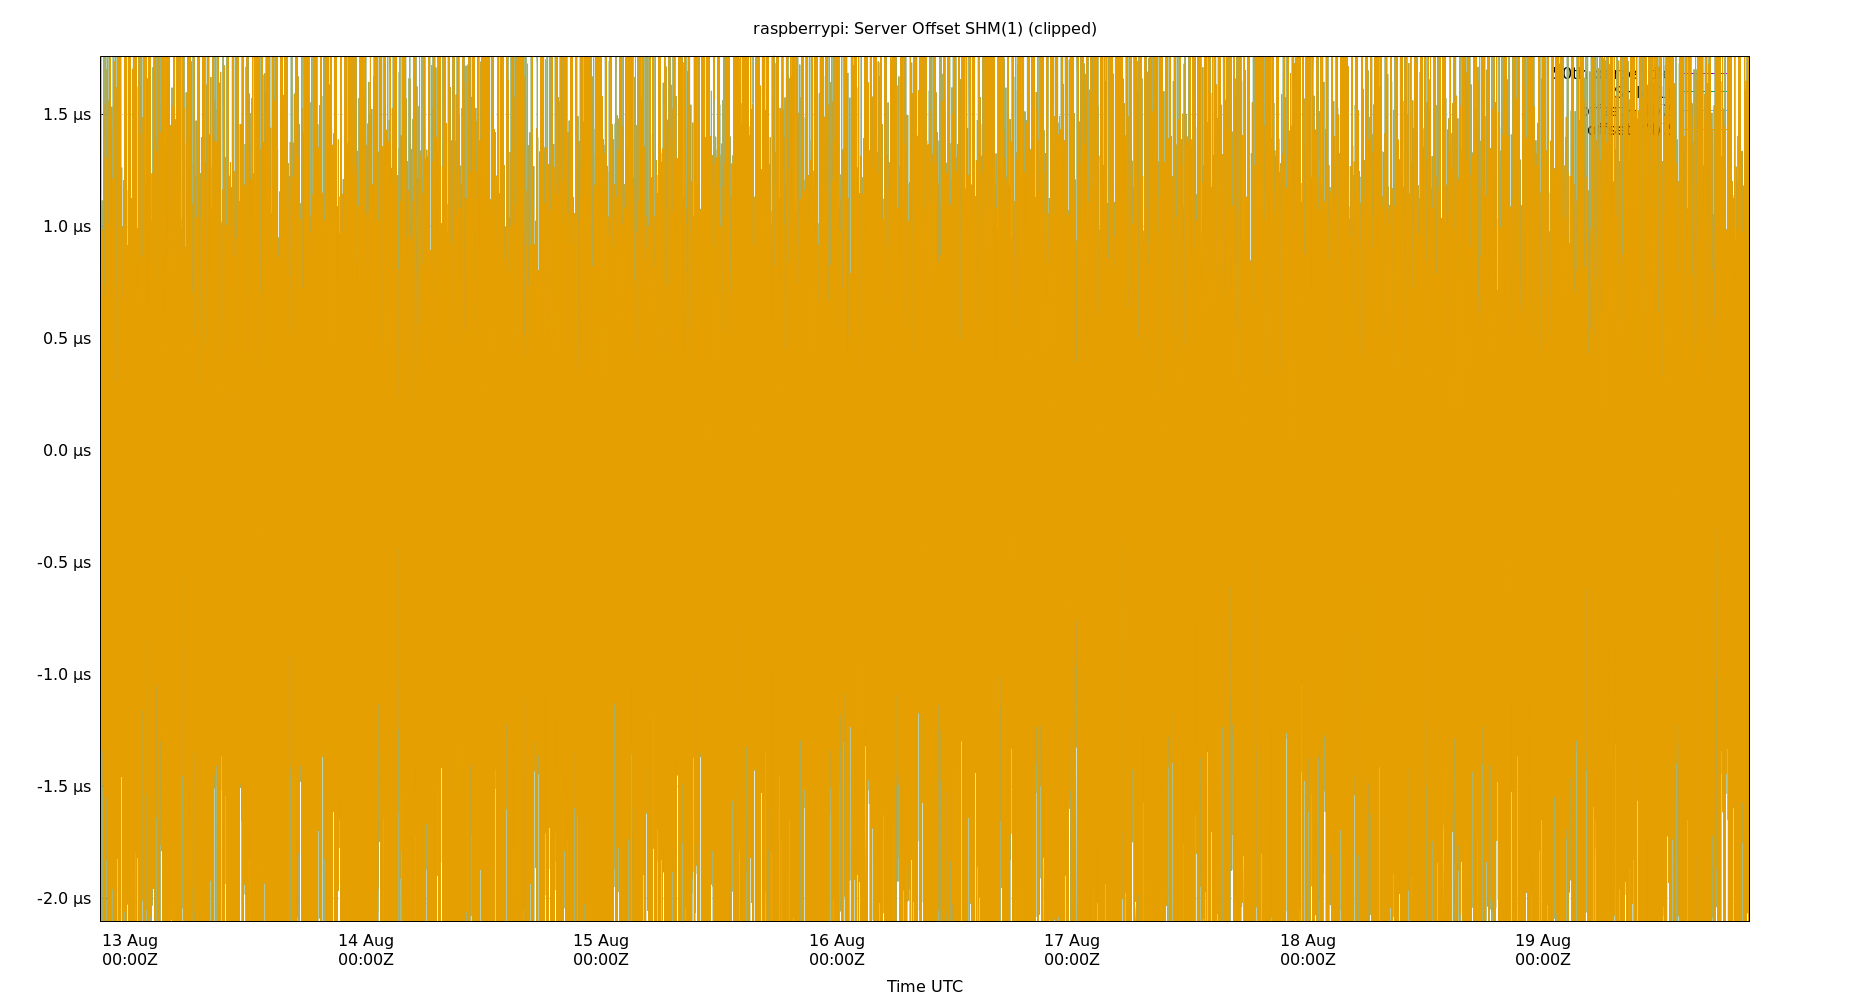 raspberrypi: Server Offset SHM(1) (clipped)
1.5 µs
1.0 µs
0.5 µs
0.0 µs
-0.5 µs
-1.0 µs
-1.5 µs
-2.0 µs
13 Aug 14 Aug 15 Aug 16 Aug 17 Aug 18 Aug 19 Aug
00:00Z 00:00Z 00:00Z 00:00Z 00:00Z 00:00Z 00:00Z
Time UTC